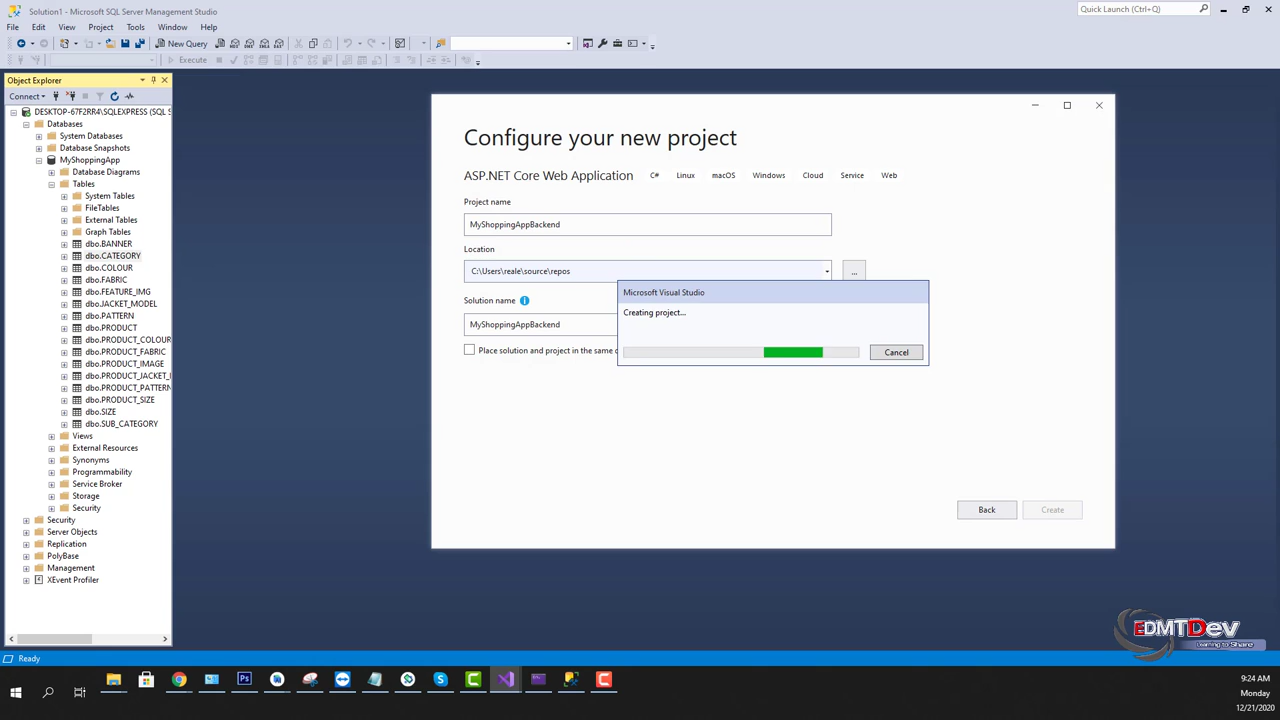 Solution1 - Microsoft SQL Server Management Studio
Quick Launch (Ctrl+Q)
File Edit View Project Tools Window Help
New Query
Execute
Object Explorer
Connect
DESKTOP-67F2RR4\SQLEXPRESS (SQL S
Databases
System Databases
Database Snapshots
MyShoppingApp
Database Diagrams
Tables
System Tables
FileTables
External Tables
Graph Tables
dbo.BANNER
dbo.CATEGORY
dbo.COLOUR
dbo.FABRIC
dbo.FEATURE_IMG
dbo.JACKET_MODEL
dbo.PATTERN
dbo.PRODUCT
dbo.PRODUCT_COLOUR
dbo.PRODUCT_FABRIC
dbo.PRODUCT_IMAGE
dbo.PRODUCT_JACKET_
dbo.PRODUCT_PATTERN
dbo.PRODUCT_SIZE
dbo.SIZE
dbo.SUB_CATEGORY
Views
External Resources
Synonyms
Programmability
Service Broker
Storage
Security
Security
Server Objects
Replication
PolyBase
Management
XEvent Profiler
Configure your new project
ASP.NET Core Web Application C# Linux macOS Windows Cloud Service Web
Project name
MyShoppingAppBackend
Location
C:\Users\reale\source\repos
...
Solution name
MyShoppingAppBackend
Place solution and project in the same
Microsoft Visual Studio
Creating project...
Cancel
Back Create
EDMTDev
Learning to Share
Ready
9:24 AM
Monday
12/21/2020